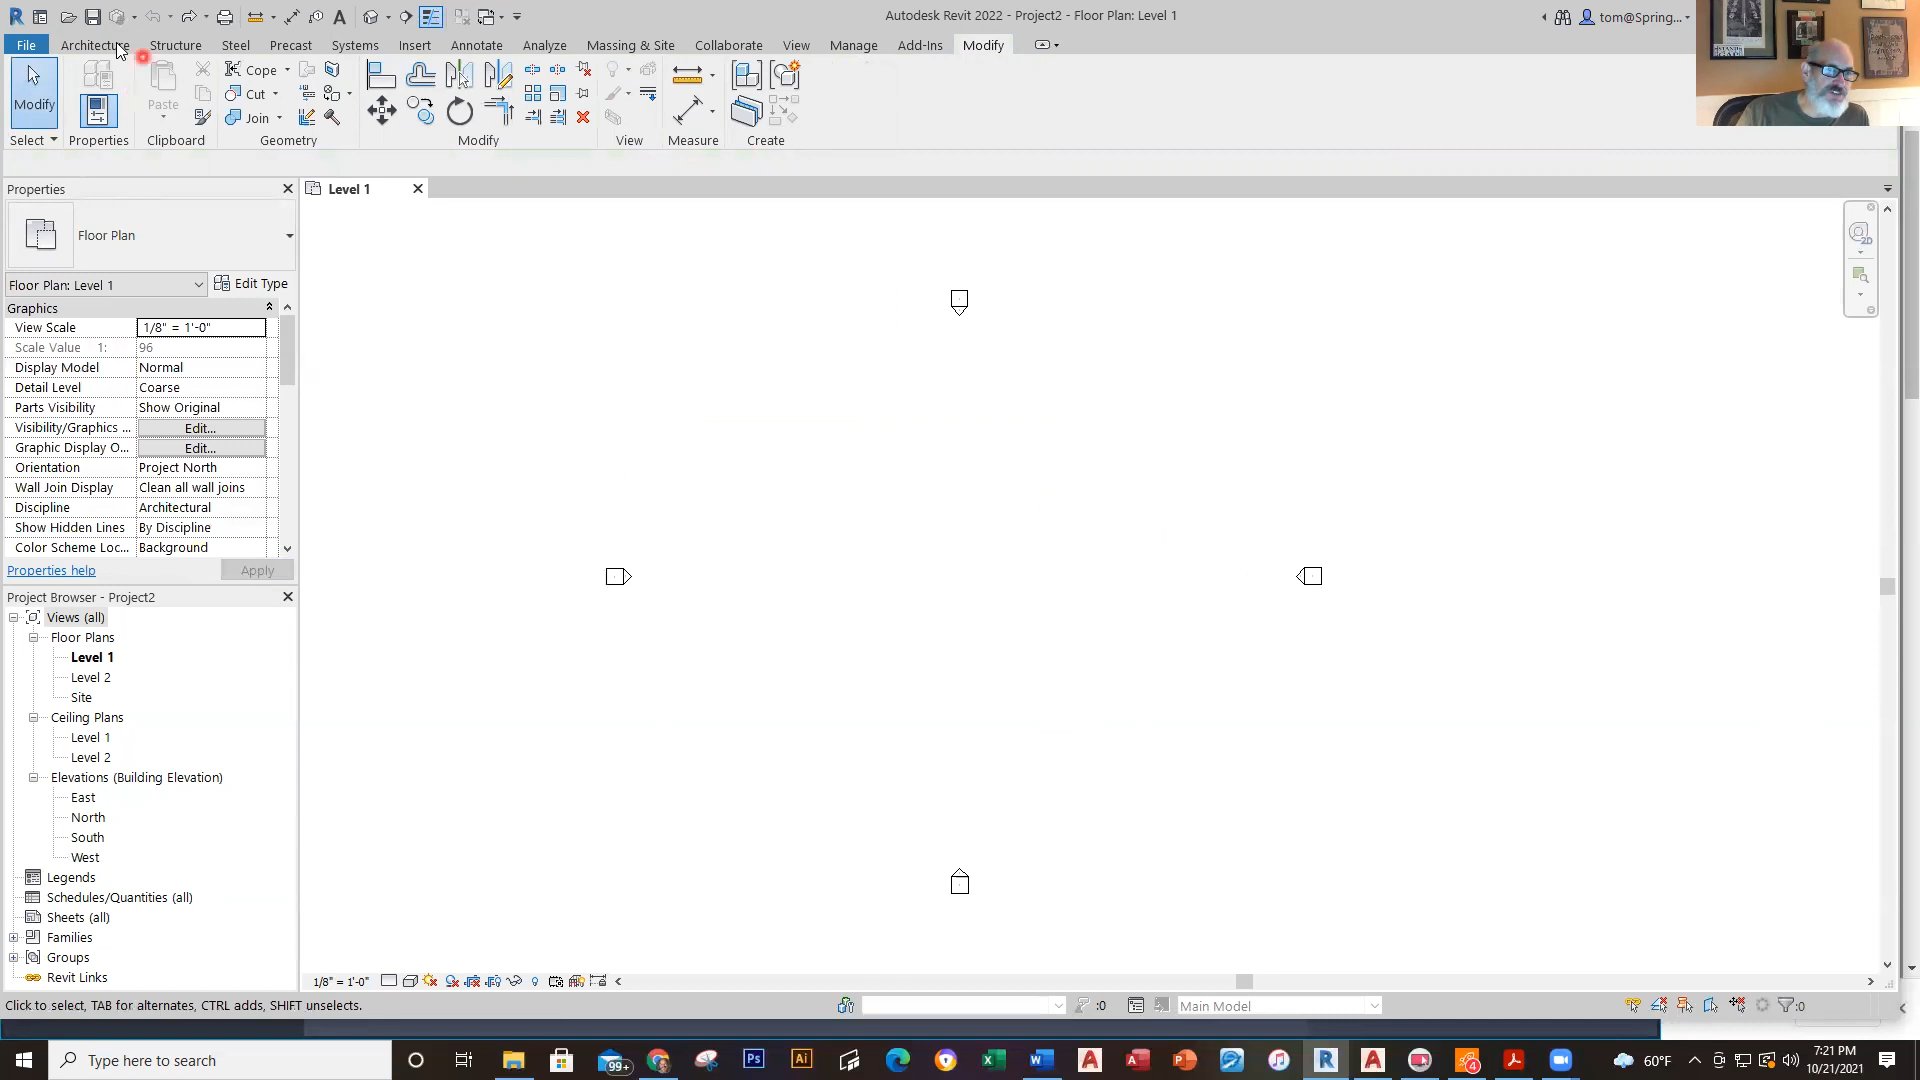 Autodesk Revit 2022 - Project2 - Floor Plan: Level 1
tom@Spring...
File Architecture Structure Steel Precast Systems Insert Annotate Analyze Massing & Site Collaborate View Manage Add-Ins Modify
Modify
Paste
Cope
Cut
Join
Select Properties Clipboard Geometry Modify View Measure Create
Properties
Level 1
Floor Plan
Floor Plan: Level 1
Edit Type
Graphics
View Scale 1/8" = 1'-0"
Scale Value 1: 96
Display Model Normal
Detail Level Coarse
Parts Visibility Show Original
Visibility/Graphics ... Edit...
Graphic Display O... Edit...
Orientation Project North
Wall Join Display Clean all wall joins
Discipline Architectural
Show Hidden Lines By Discipline
Color Scheme Loc... Background
Properties help
Apply
Project Browser - Project2
Views (all)
Floor Plans
Level 1
Level 2
Site
Ceiling Plans
Level 1
Level 2
Elevations (Building Elevation)
East
North
South
West
Legends
Schedules/Quantities (all)
Sheets (all)
Families
Groups
Revit Links
1/8" = 1'-0"
Click to select, TAB for alternates, CTRL adds, SHIFT unselects.
:0
Main Model
:0
Type here to search
99+
4
60°F
7:21 PM
10/21/2021